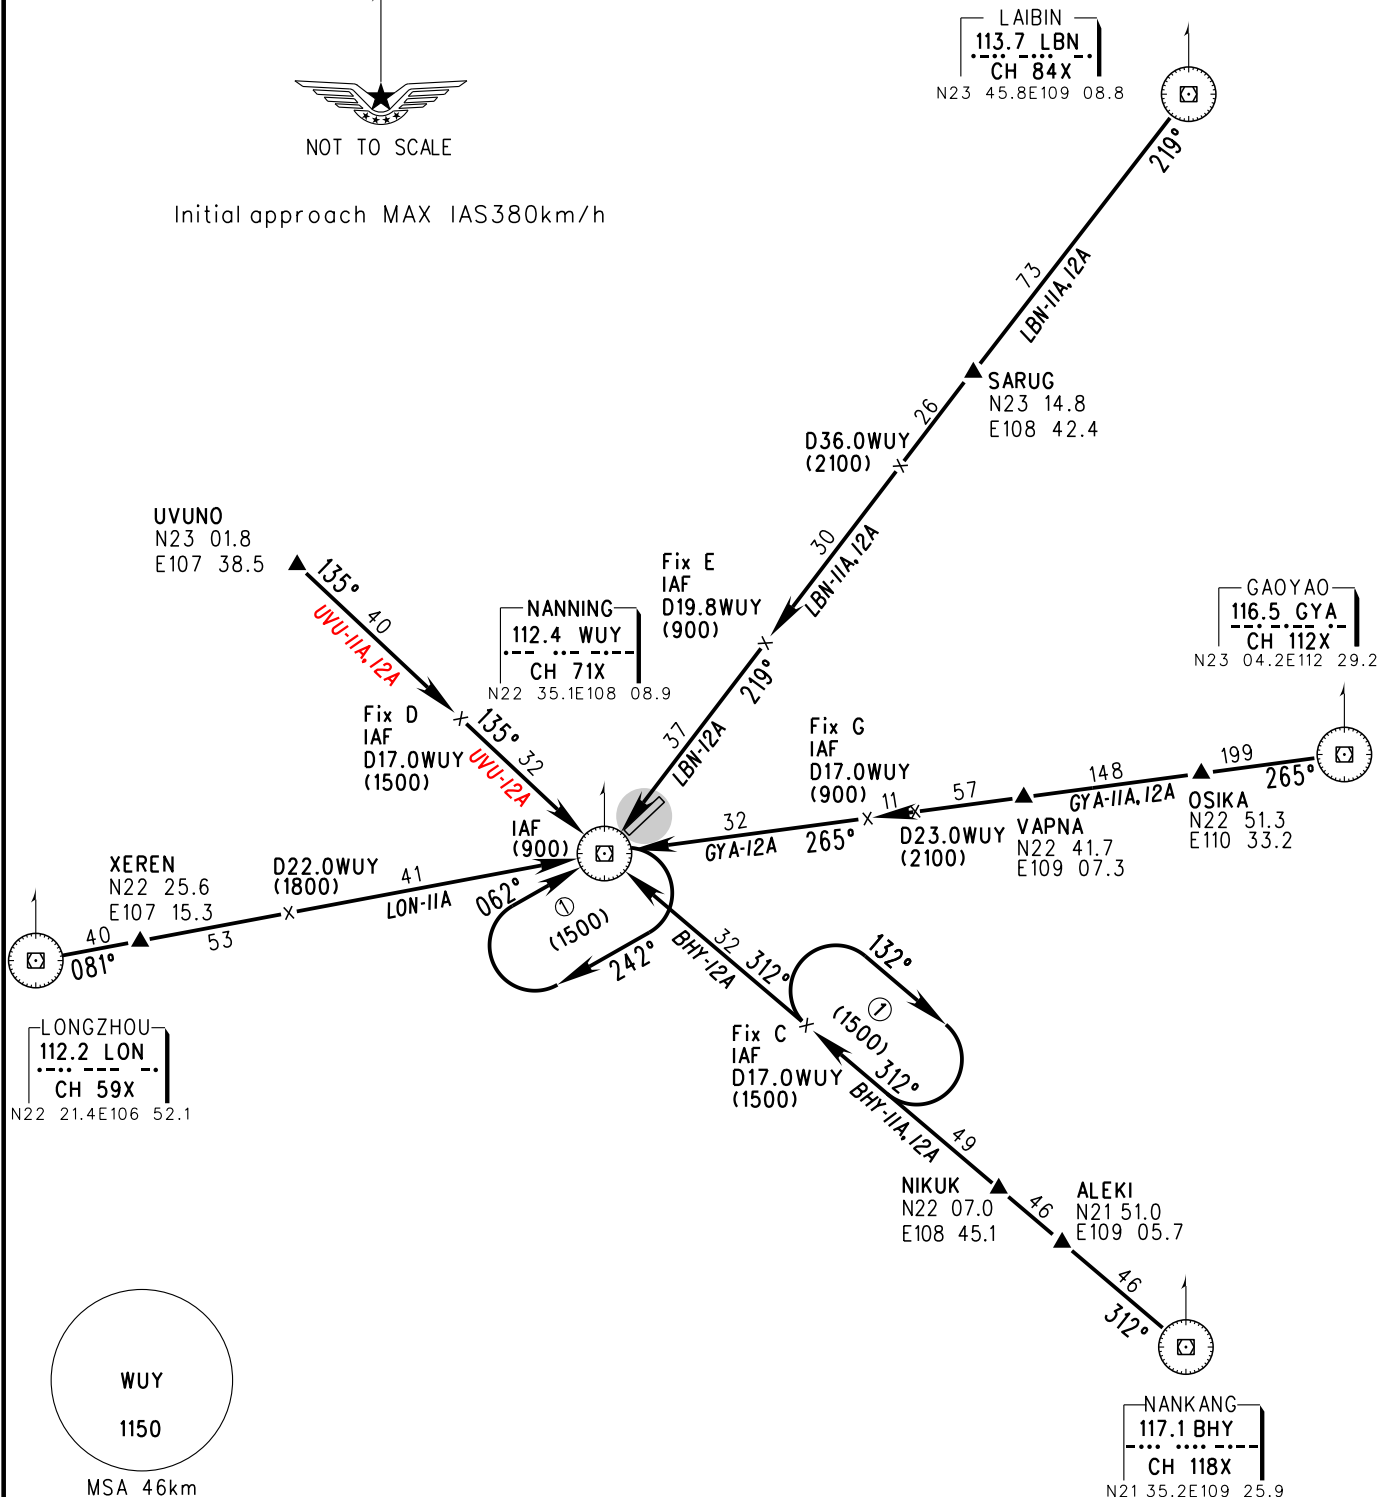 NOT TO SCALE
Initial approach MAX IAS380km/h
LAIBIN
113.7 LBN
CH 84X
N23 45.8E109 08.8
219°
73
LBN-11A,12A
SARUG
N23 14.8
E108 42.4
26
D36.0WUY
(2100)
30
LBN-11A,12A
UVUNO
N23 01.8
E107 38.5
135°
40
UVU-11A,12A
Fix E
IAF
D19.8WUY
(900)
219°
37
LBN-12A
NANNING
112.4 WUY
CH 71X
N22 35.1E108 08.9
GAOYAO
116.5 GYA
CH 112X
N23 04.2E112 29.2
Fix D
IAF
D17.0WUY
(1500)
135°
32
UVU-12A
Fix G
IAF
D17.0WUY
(900)
11
57
148
199
265°
GYA-11A,12A
OSIKA
N22 51.3
E110 33.2
VAPNA
N22 41.7
E109 07.3
D23.0WUY
(2100)
32
GYA-12A
265°
IAF
(900)
XEREN
N22 25.6
E107 15.3
D22.0WUY
(1800)
41
LON-11A
062°
1
(1500)
242°
40
081°
53
LONGZHOU
112.2 LON
CH 59X
N22 21.4E106 52.1
32
BHY-12A
312°
132°
1
(1500)
312°
Fix C
IAF
D17.0WUY
(1500)
BHY-11A,12A
49
NIKUK
N22 07.0
E108 45.1
46
ALEKI
N21 51.0
E109 05.7
46
312°
NANKANG
117.1 BHY
CH 118X
N21 35.2E109 25.9
WUY
1150
MSA 46km